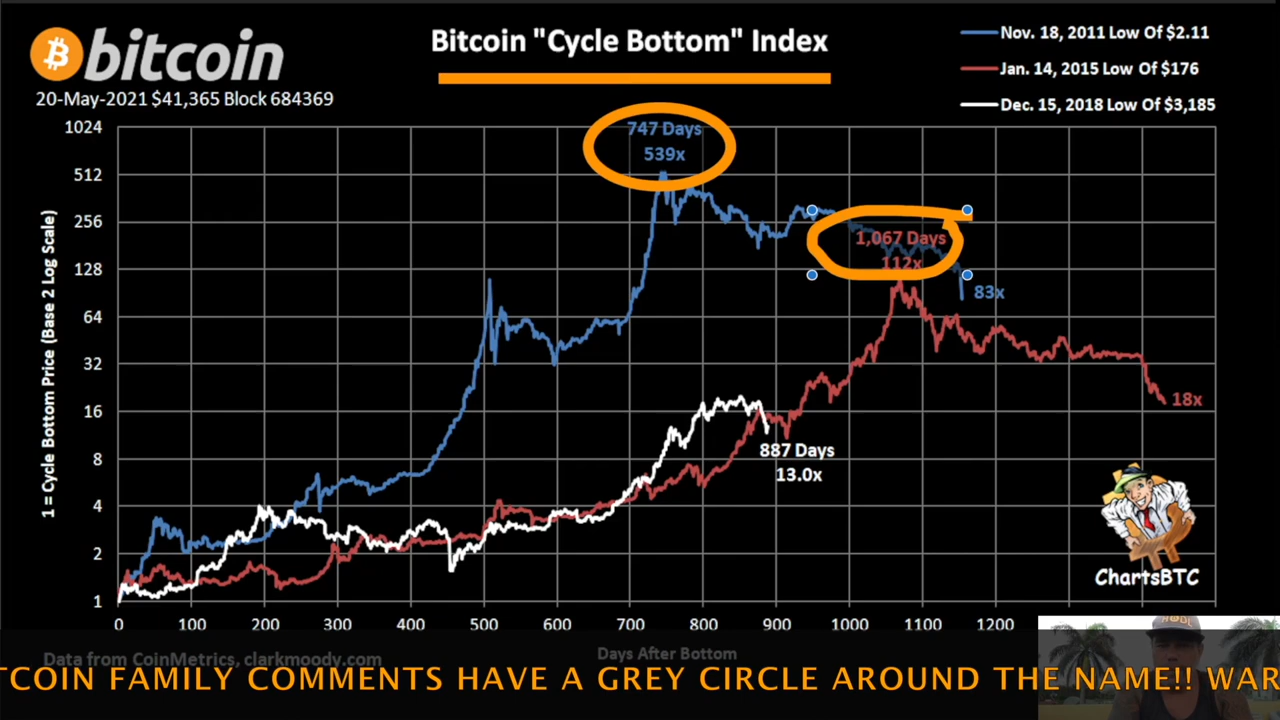 bitcoin
20-May-2021 $41,365 Block 684369
Bitcoin "Cycle Bottom" Index
Nov. 18, 2011 Low Of $2.11
Jan. 14, 2015 Low Of $176
Dec. 15, 2018 Low Of $3,185
1 = Cycle Bottom Price (Base 2 Log Scale)
1024
512
256
128
64
32
16
8
4
2
1
747 Days
539x
1,067 Days
112x
83x
18x
887 Days
13.0x
ChartsBTC
0 100 200 300 400 500 600 700 800 900 1000 1100 1200
Data from CoinMetrics, clarkmoody.com
Days After Bottom
HODL
TCOIN FAMILY COMMENTS HAVE A GREY CIRCLE AROUND THE NAME!! WAR